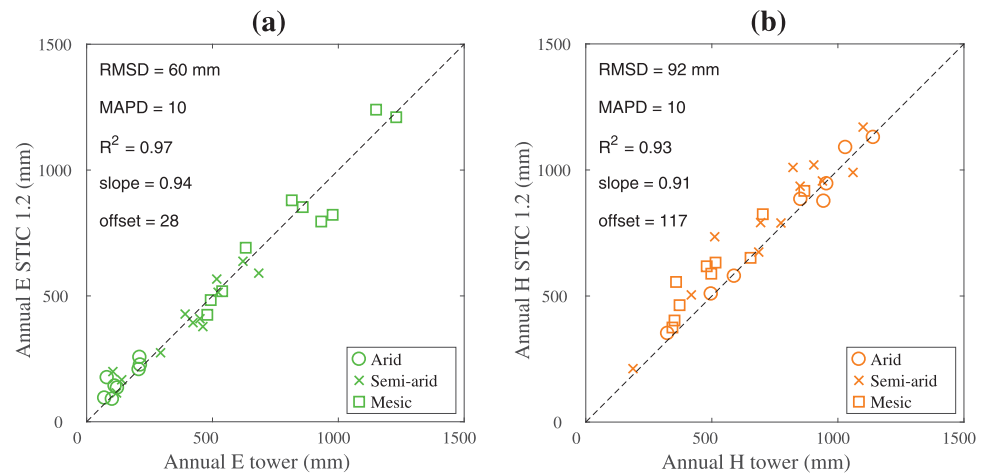 (a)
1500
1000
500
0
RMSD = 60 mm
MAPD = 10
R² = 0.97
slope = 0.94
offset = 28
Arid
Semi-arid
Mesic
0 500 1000 1500
Annual E tower (mm)
Annual E STIC 1.2 (mm)
(b)
1500
1000
500
0
RMSD = 92 mm
MAPD = 10
R² = 0.93
slope = 0.91
offset = 117
Arid
Semi-arid
Mesic
0 500 1000 1500
Annual H tower (mm)
Annual H STIC 1.2 (mm)